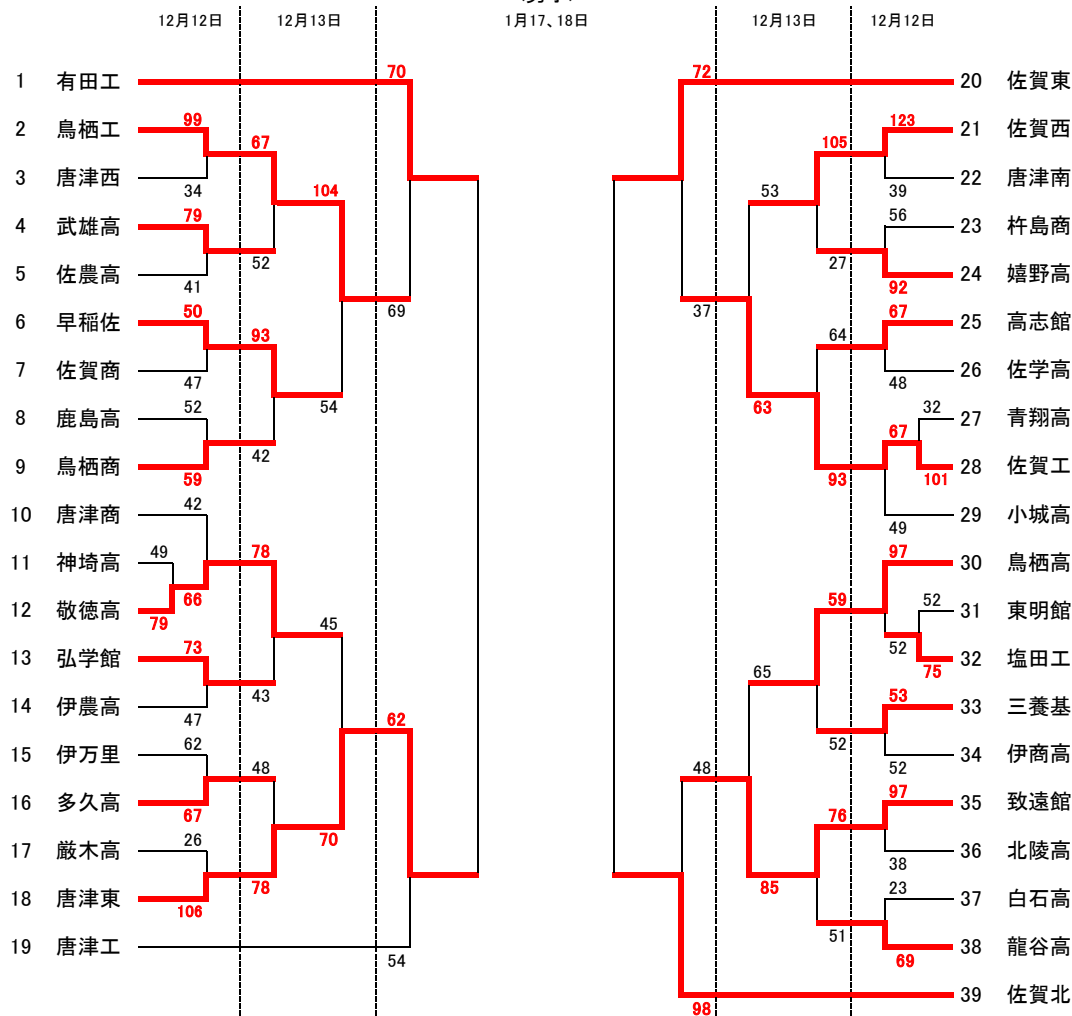 12月12日 12月13日 1月17、18日 12月13日 12月12日
70 72
1 有田工 20 佐賀東
99 123
2 鳥栖工 21 佐賀西
67 105
3 唐津西 22 唐津南
34 104 53 39
79 56
4 武雄高 23 杵島商
52 27
5 佐農高 24 嬉野高
41 92
50 69 37 67
6 早稲佐 25 高志館
93 64
7 佐賀商 26 佐学高
47 48
52 54 63 32
8 鹿島高 27 青翔高
42 67
9 鳥栖商 28 佐賀工
59 93 101
42
10 唐津商 29 小城高
49
49 78 97
11 神埼高 30 鳥栖高
66 59 52
12 敬徳高 31 東明館
79 45
73 52
13 弘学館 32 塩田工
43 65 75
53
14 伊農高 33 三養基
47 62 52
62
15 伊万里 34 伊商高
48 48 52
97
16 多久高 35 致遠館
67 76
26 70
17 厳木高 36 北陵高
38
78 85 23
18 唐津東 37 白石高
106 51
19 唐津工 38 龍谷高
54 69
39 佐賀北
98